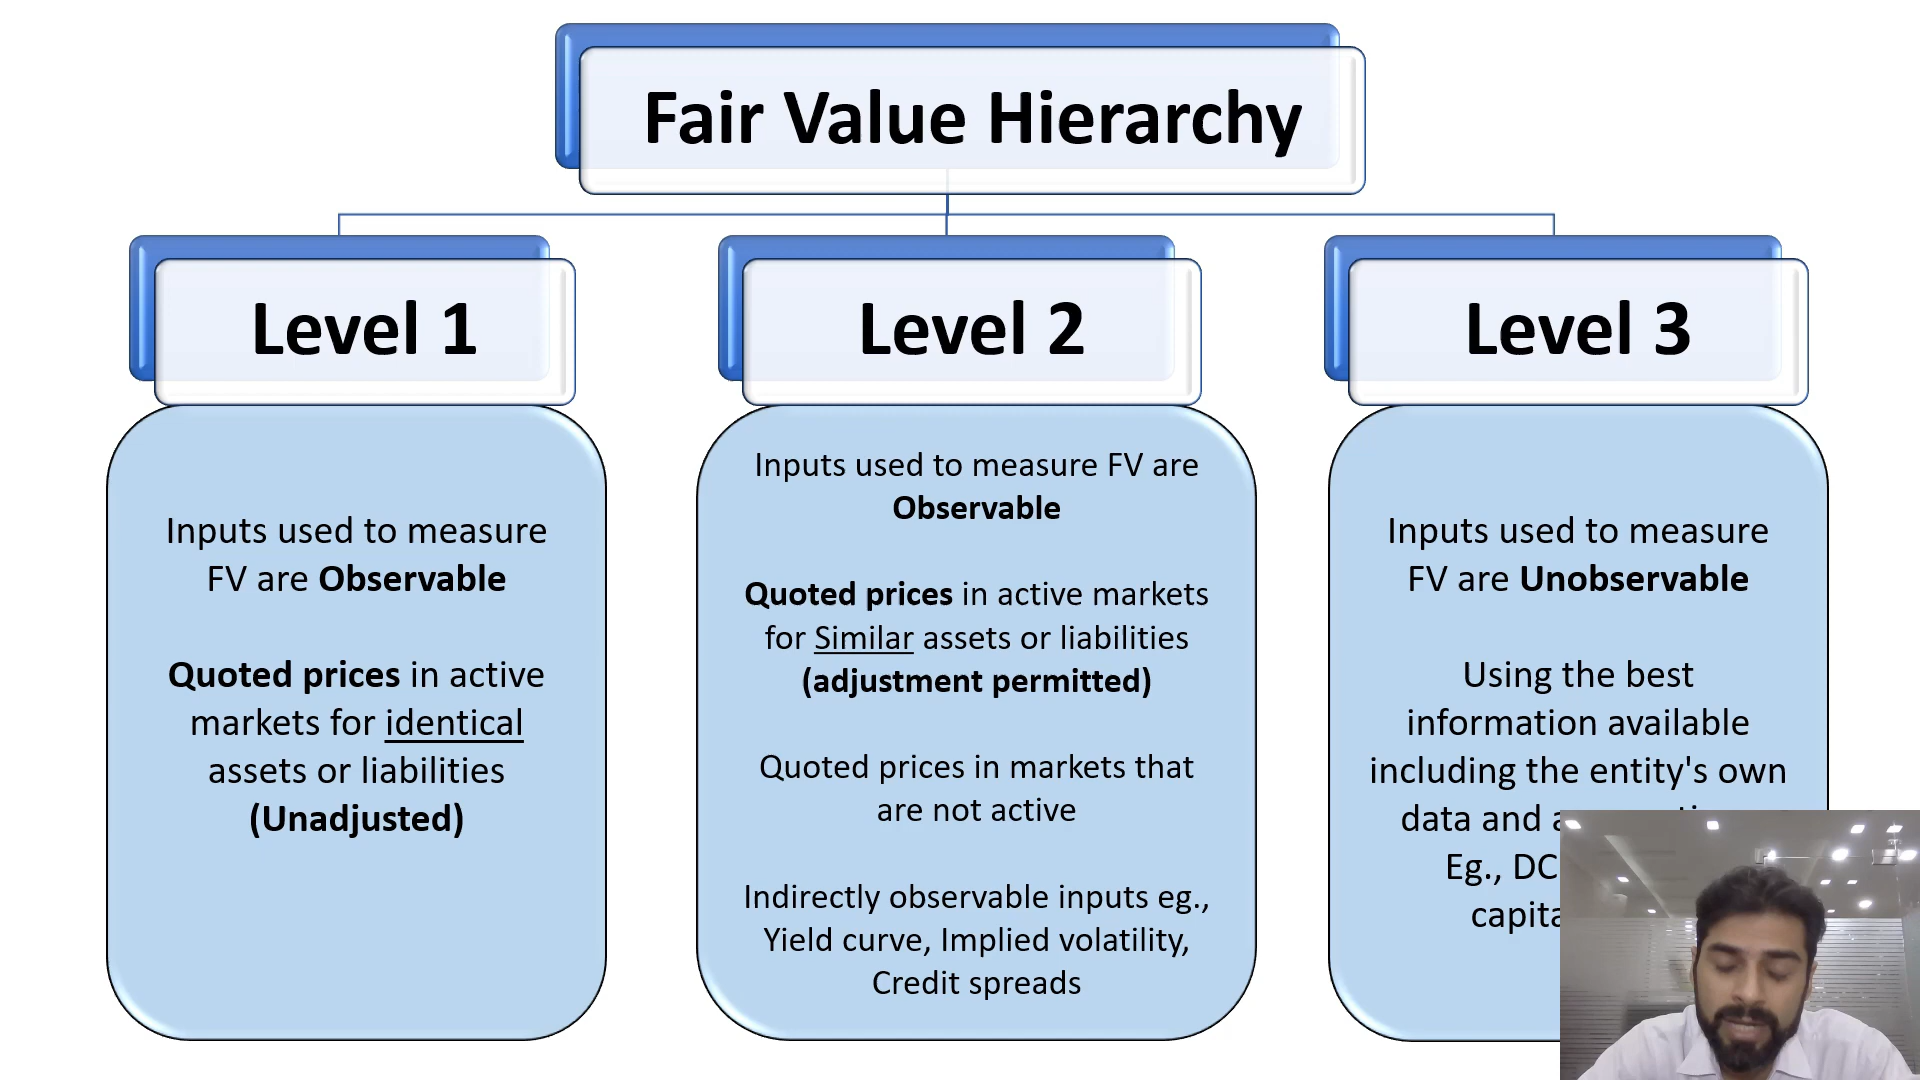 Fair Value Hierarchy
Level 1
Inputs used to measure
FV are Observable
Quoted prices in active
markets for identical
assets or liabilities
(Unadjusted)
Level 2
Inputs used to measure FV are
Observable
Quoted prices in active markets
for Similar assets or liabilities
(adjustment permitted)
Quoted prices in markets that
are not active
Indirectly observable inputs eg.,
Yield curve, Implied volatility,
Credit spreads
Level 3
Inputs used to measure
FV are Unobservable
Using the best
information available
including the entity's own
data and
Eg.,